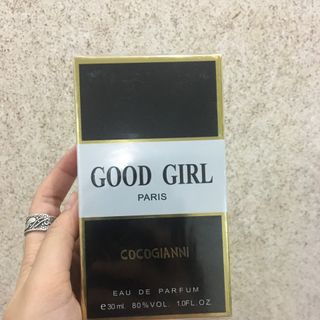 GOOD GIRL
PARIS
COCOGIANNI
EAU DE PARFUM
℮30ml. 80%VOL. 1.0FL.OZ.